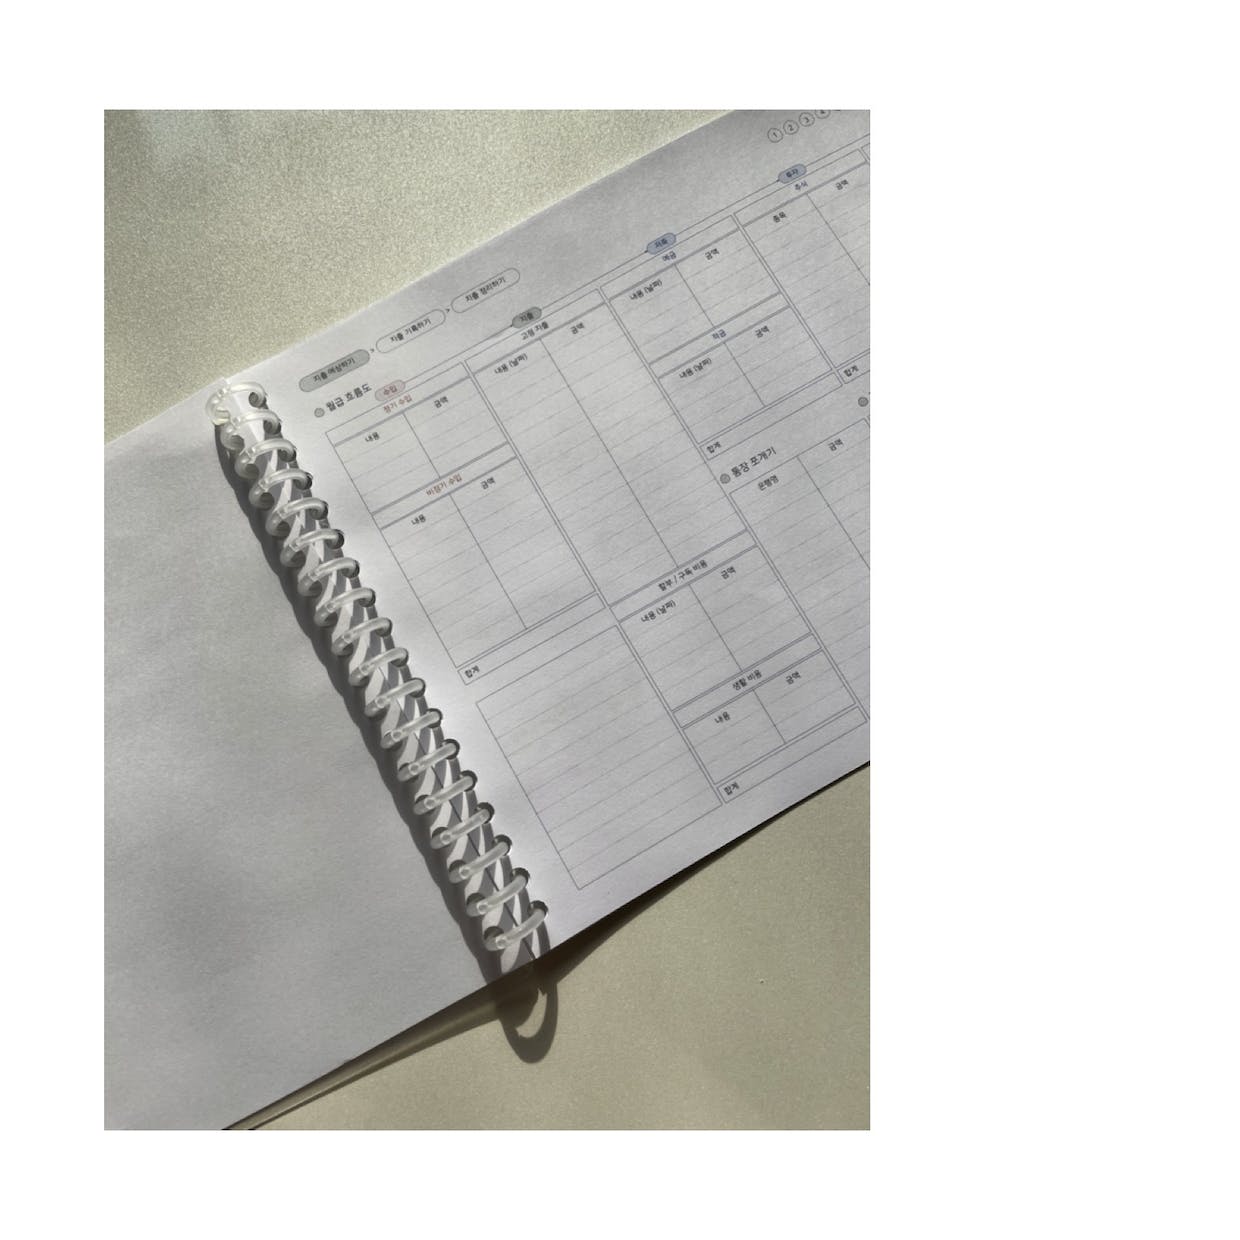 1 2 3 4
지출 예상하기 > 지출 기록하기 > 지출 정리하기
월급 흐름도
수입
정기 수입
내용 금액
비정기 수입
내용 금액
합계
지출
고정 지출
내용 (날짜) 금액
할부 / 구독 비용
내용 (날짜) 금액
생활 비용
내용 금액
합계
저축
예금
내용 (날짜) 금액
적금
내용 (날짜) 금액
합계
투자
주식
종목 금액
합계
통장 쪼개기
은행명 금액